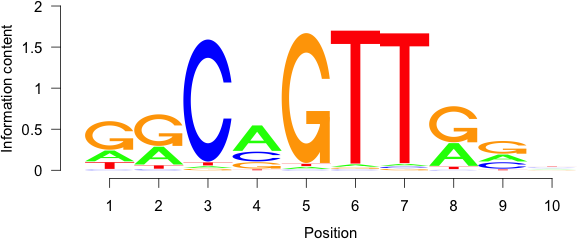 Information content
2
1.5
1
0.5
0
G G C A G T T G G
A A T C T A A A A
T T A G A C C T C
1 2 3 4 5 6 7 8 9 10
Position